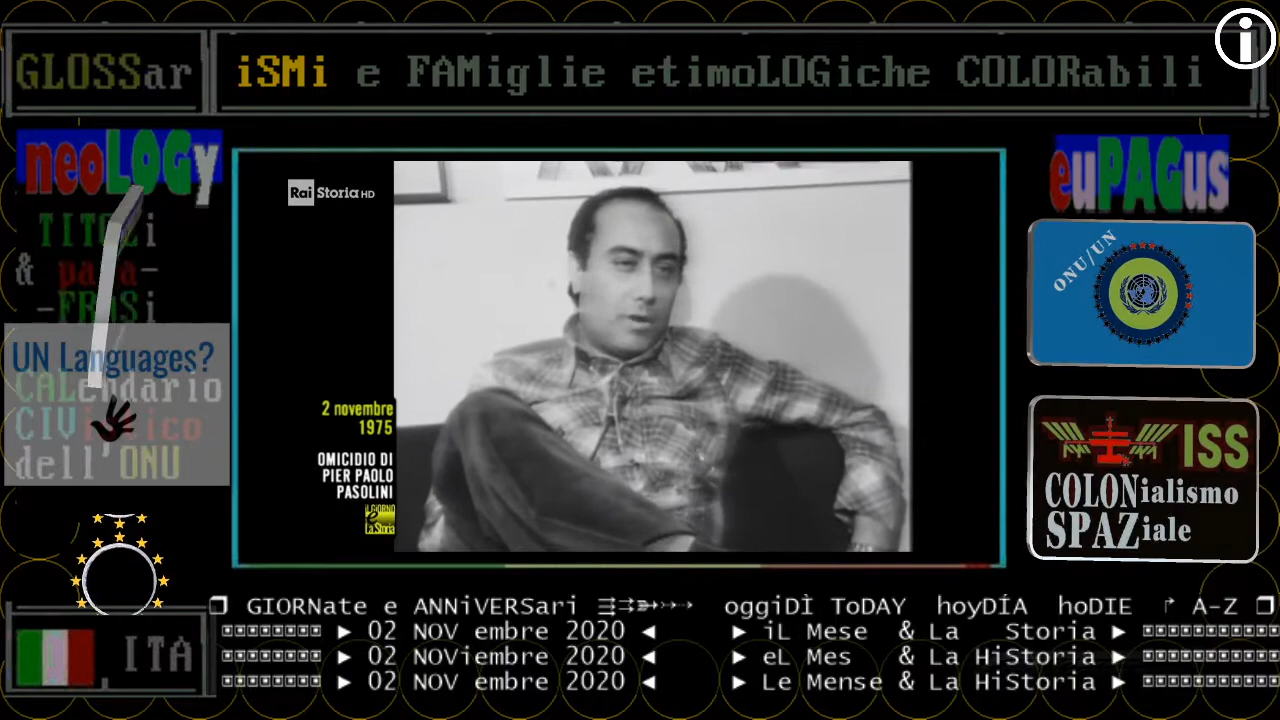 GLOSSar
iSMi e FAMiglie etimoLOGiche COLORabili
neoLOGy
TITOLi
& para-
-FRASi
UN Languages?
CALendario
CIVilfico
dell'ONU
ITA
Rai Storia HD
2 novembre
1975
OMICIDIO DI
PIER PAOLO
PASOLINI
iL GiORNO
e
La Storia
euPAGus
ONU/UN
ISS
COLONialismo
SPAZiale
GIORNate e ANNiVERSari oggiDÌ ToDAY hoyDÍA hoDIE A-Z
02 NOV embre 2020 iL Mese & La Storia
02 NOViembre 2020 eL Mes & La HiStoria
02 NOV embre 2020 Le Mense & La HiStoria